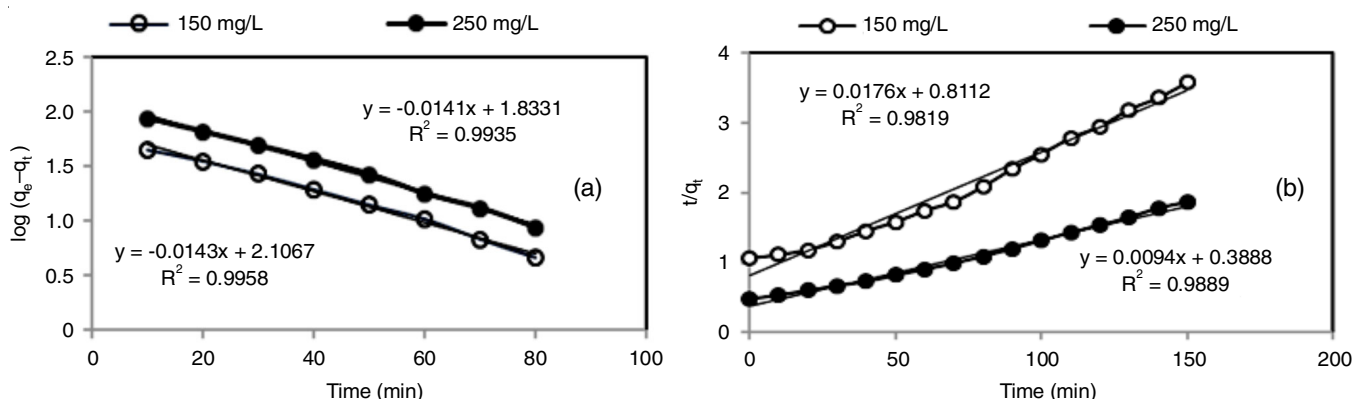 150 mg/L 250 mg/L
2.5
2.0
1.5
1.0
0.5
0
0 20 40 60 80 100
log (qₑ–qₜ)
Time (min)
y = -0.0141x + 1.8331
R² = 0.9935
(a)
y = -0.0143x + 2.1067
R² = 0.9958
150 mg/L 250 mg/L
4
3
2
1
0
0 50 100 150 200
t/qₜ
Time (min)
y = 0.0176x + 0.8112
R² = 0.9819
(b)
y = 0.0094x + 0.3888
R² = 0.9889